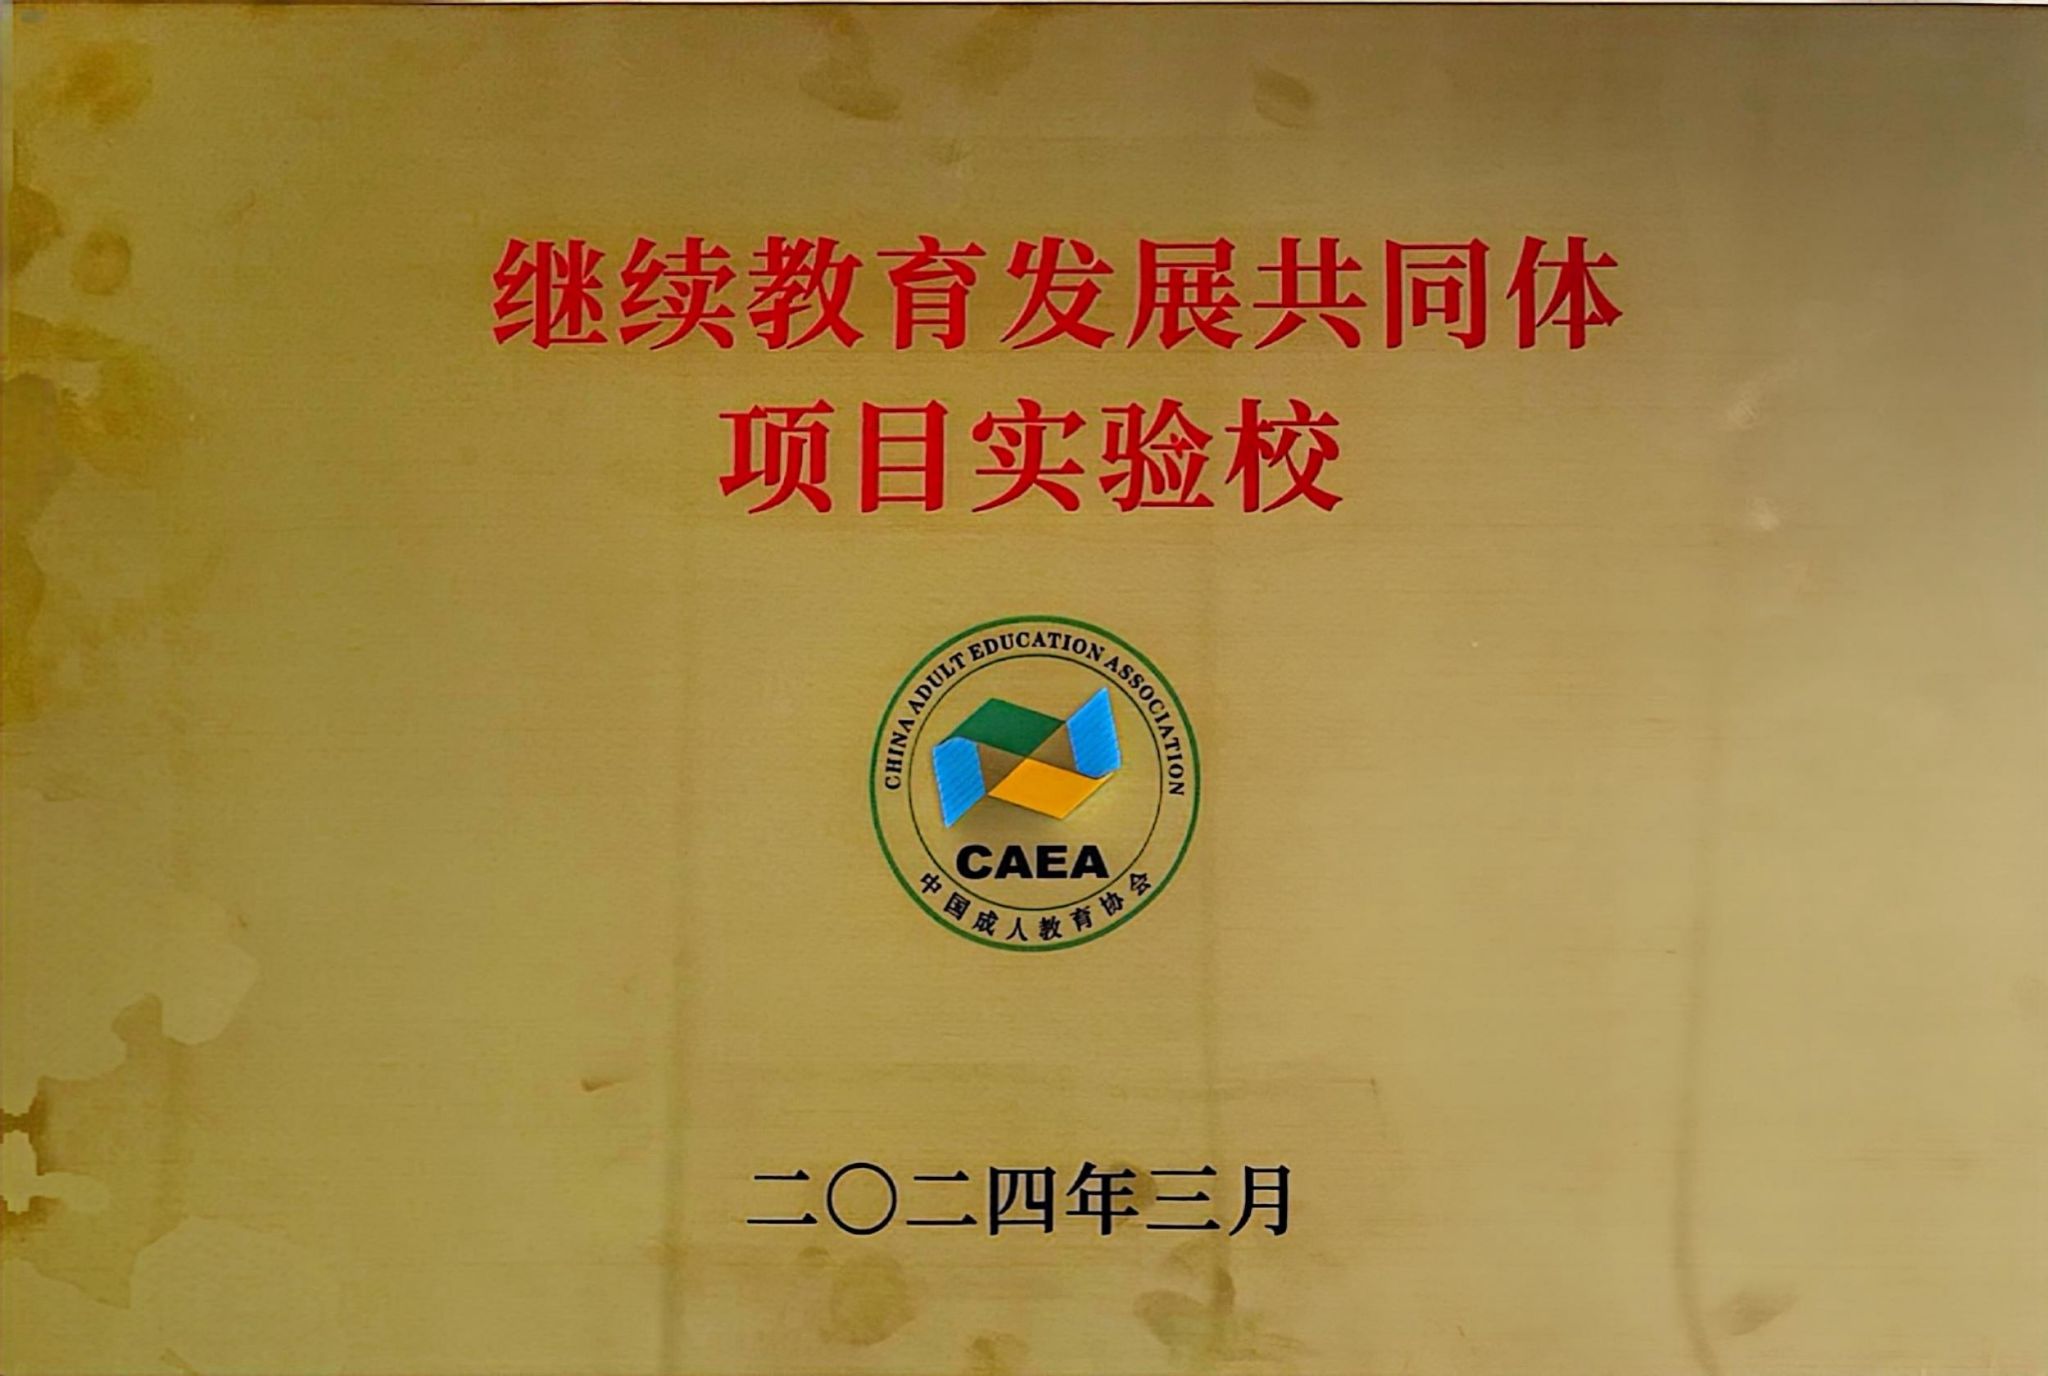 继续教育发展共同体
项目实验校
CHINA ADULT EDUCATION ASSOCIATION
CAEA
中国成人教育协会
二〇二四年三月